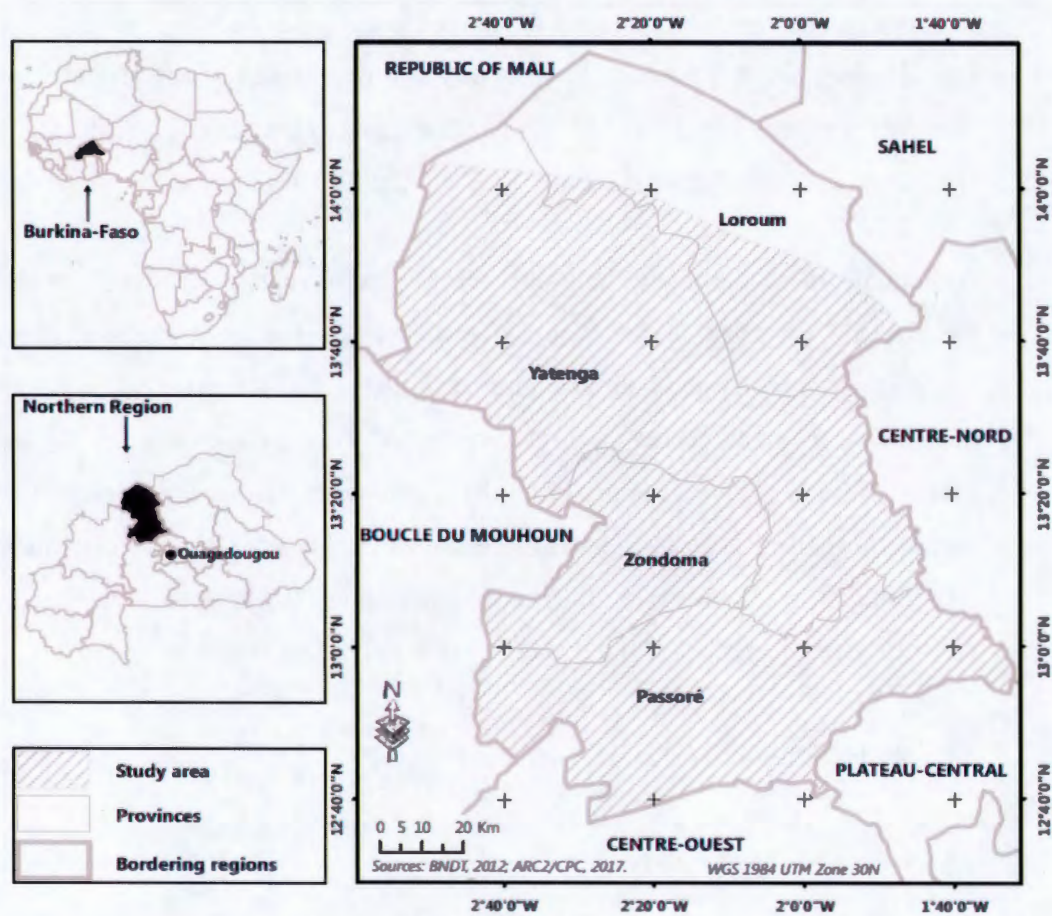 2°40'0"W
2°20'0"W
2°0'0"W
1°40'0"W
REPUBLIC OF MALI
SAHEL
14°0'0"N
14°0'0"N
Loroum
Burkina-Faso
13°40'0"N
13°40'0"N
Yatenga
Northern Region
CENTRE-NORD
13°20'0"N
13°20'0"N
BOUCLE DU MOUHOUN
Ouagadougou
Zondoma
13°0'0"N
13°0'0"N
Passoré
N
Study area
PLATEAU-CENTRAL
12°40'0"N
12°40'0"N
Provinces
0 5 10 20 Km
CENTRE-OUEST
Bordering regions
Sources: BNDT, 2012; ARC2/CPC, 2017.
WGS 1984 UTM Zone 30N
2°40'0"W
2°20'0"W
2°0'0"W
1°40'0"W